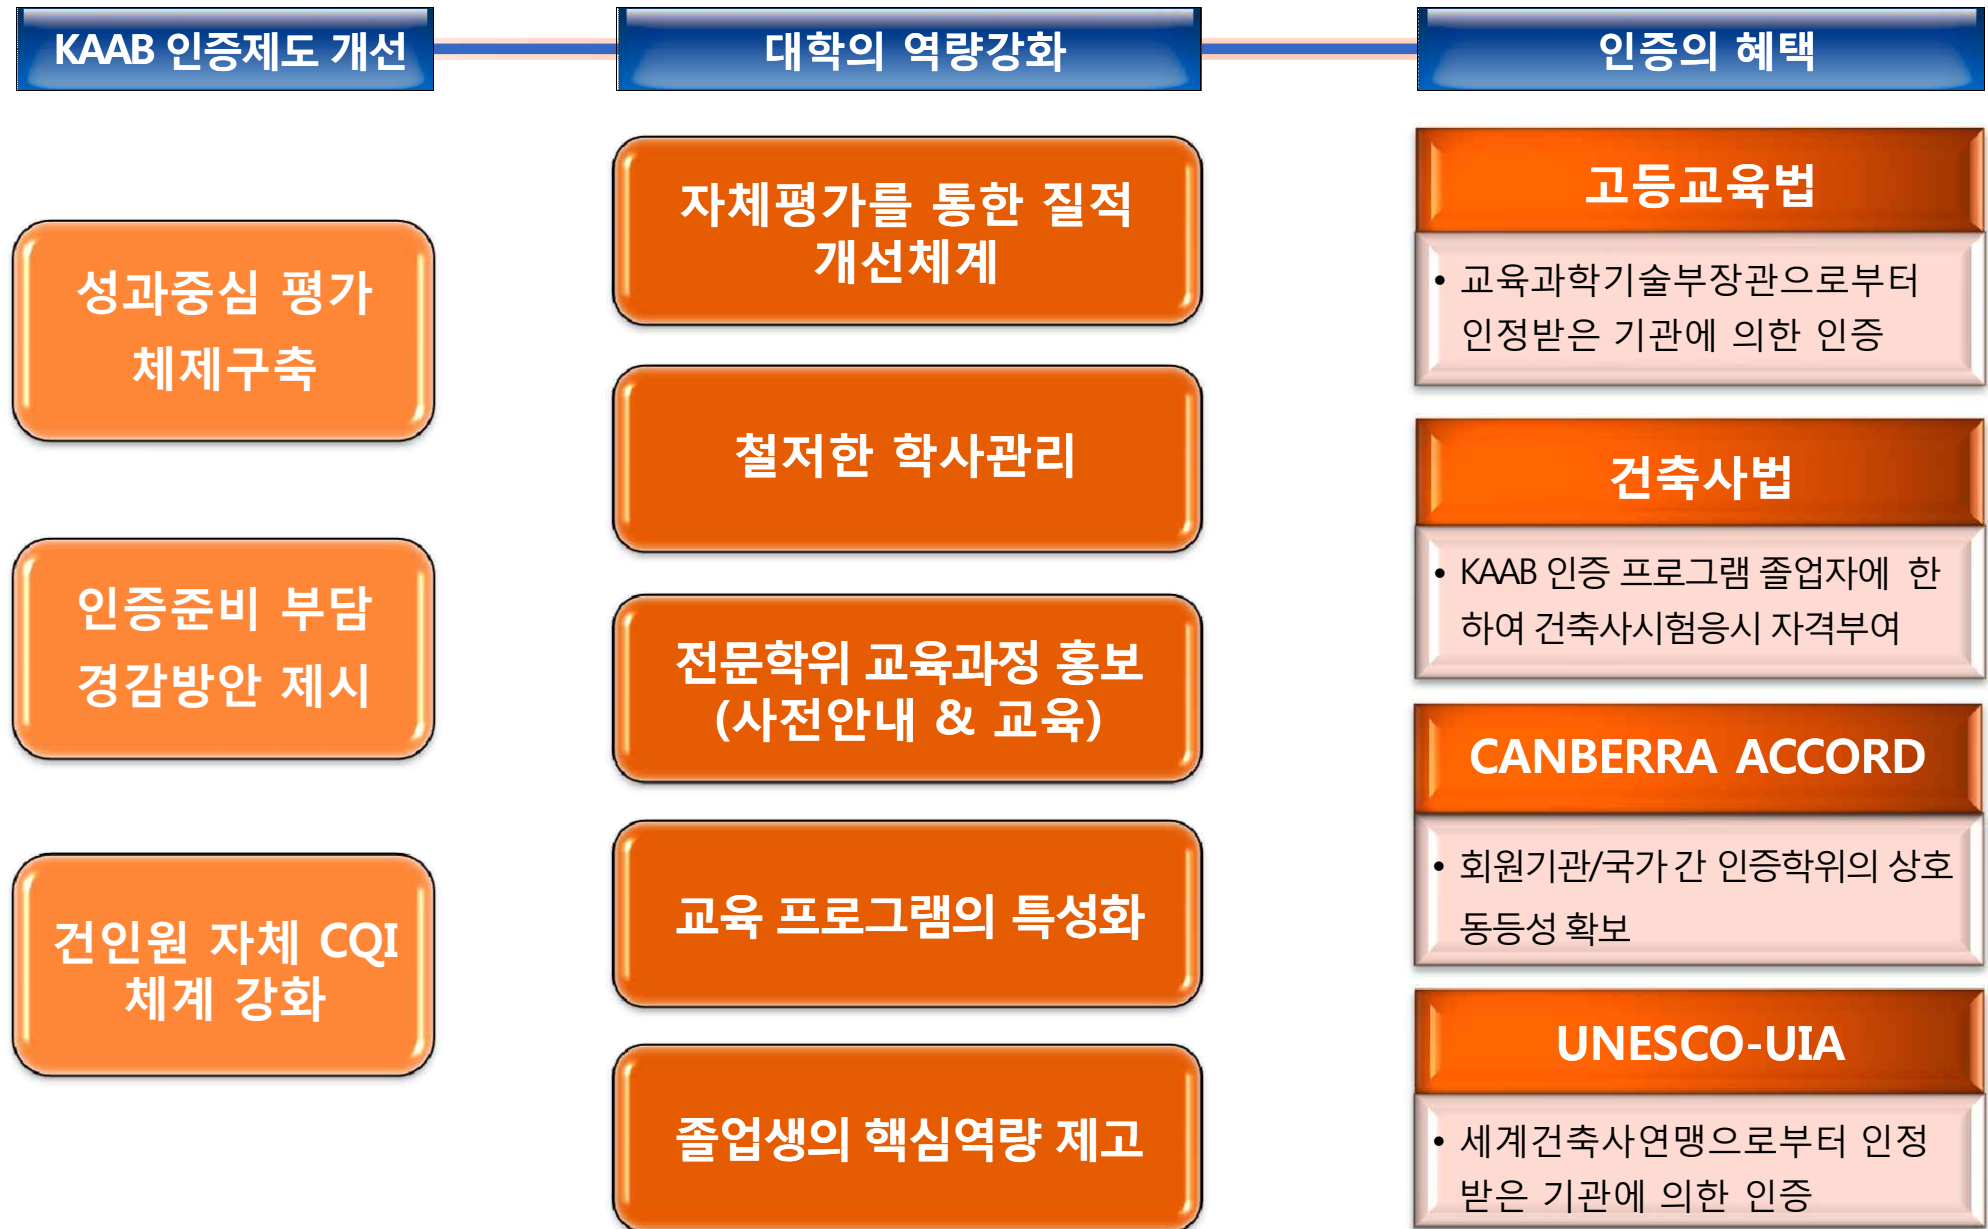 KAAB 인증제도 개선
대학의 역량강화
인증의 혜택
성과중심 평가
체제구축
인증준비 부담
경감방안 제시
건인원 자체 CQI
체계 강화
자체평가를 통한 질적
개선체계
철저한 학사관리
전문학위 교육과정 홍보
(사전안내 & 교육)
교육 프로그램의 특성화
졸업생의 핵심역량 제고
고등교육법
• 교육과학기술부장관으로부터
인정받은 기관에 의한 인증
건축사법
• KAAB 인증 프로그램 졸업자에 한
하여 건축사시험응시 자격부여
CANBERRA ACCORD
• 회원기관/국가 간 인증학위의 상호
동등성 확보
UNESCO-UIA
• 세계건축사연맹으로부터 인정
받은 기관에 의한 인증